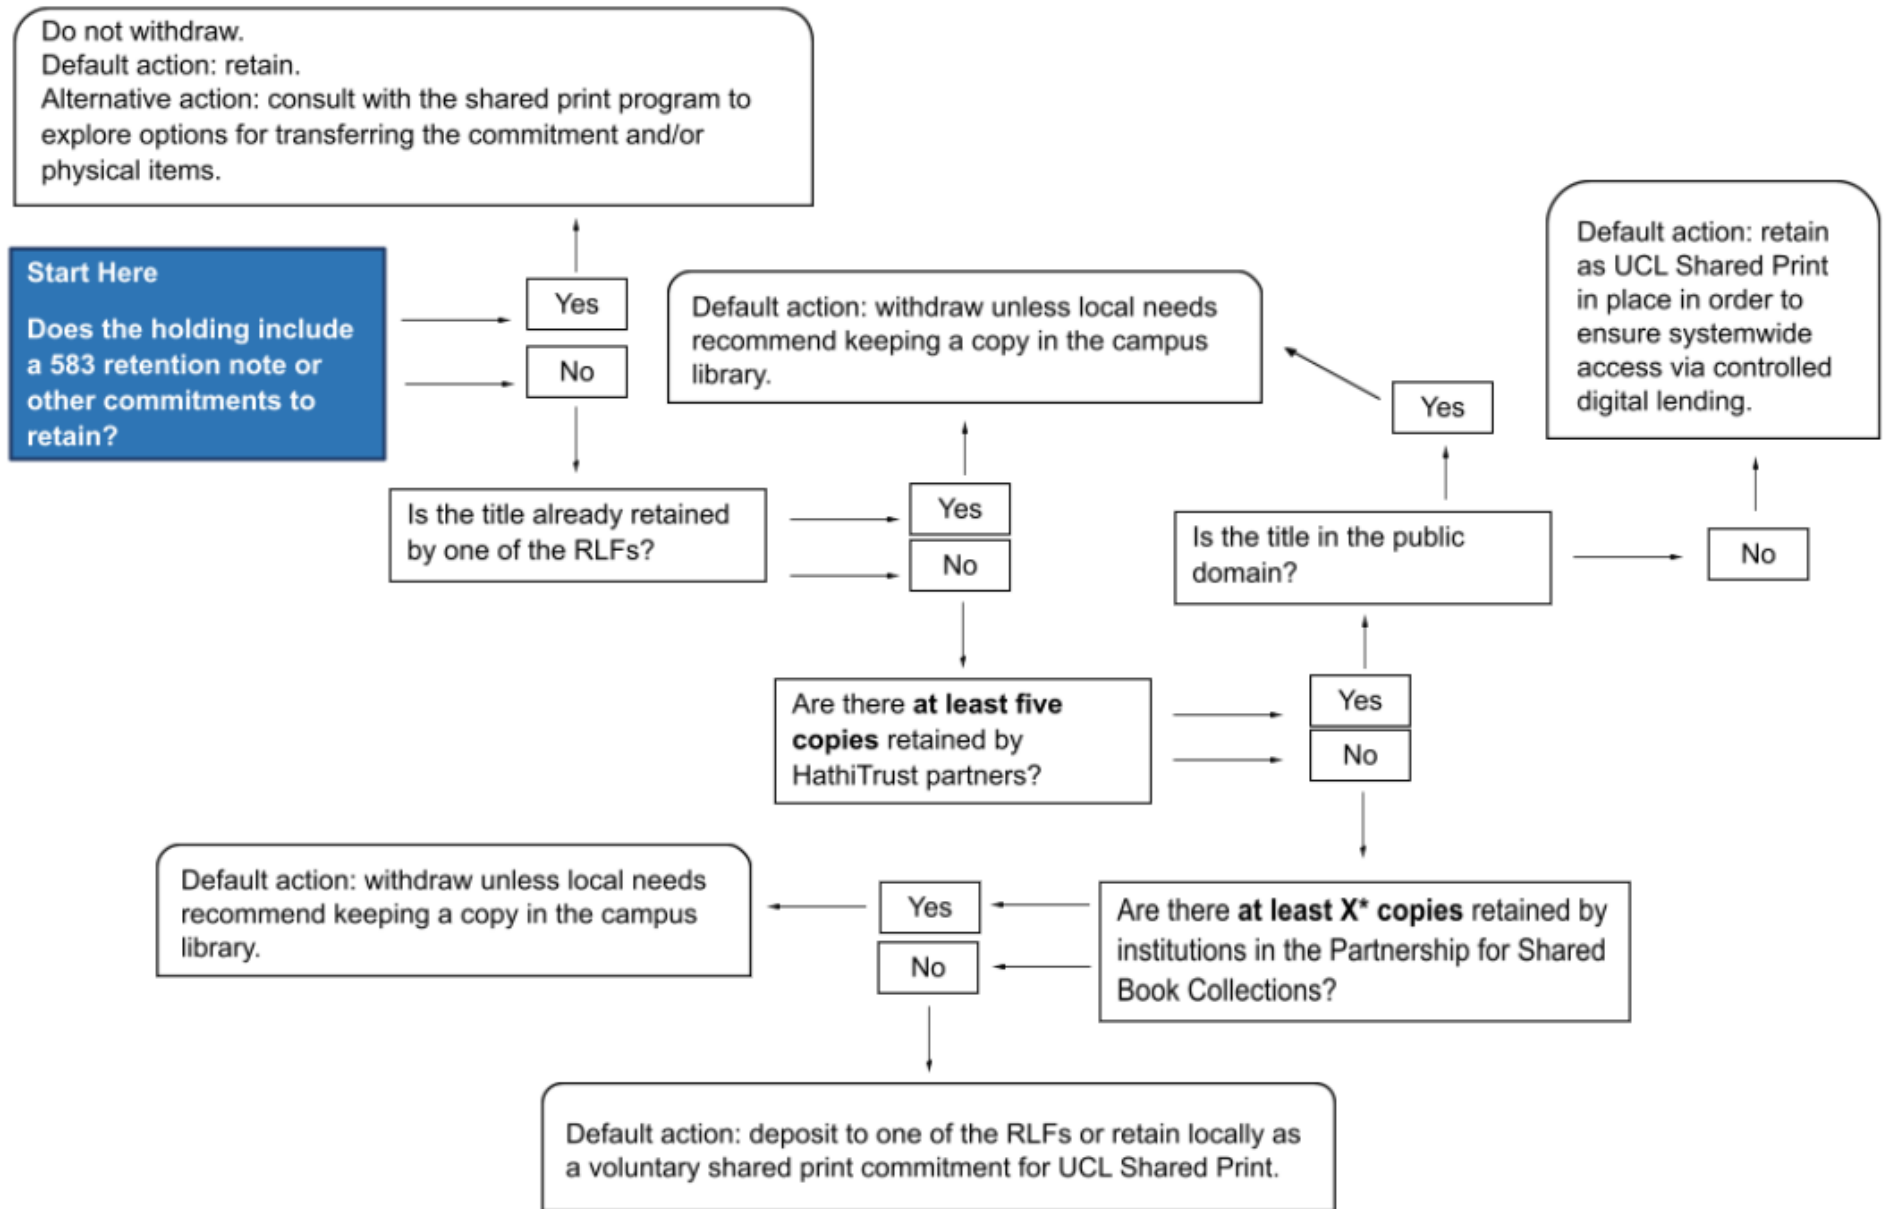 Do not withdraw.
Default action: retain.
Alternative action: consult with the shared print program to
explore options for transferring the commitment and/or
physical items.
Start Here
Does the holding include
a 583 retention note or
other commitments to
retain?
Yes
No
Default action: withdraw unless local needs
recommend keeping a copy in the campus
library.
Yes
Default action: retain
as UCL Shared Print
in place in order to
ensure systemwide
access via controlled
digital lending.
Is the title already retained
by one of the RLFs?
Yes
No
Is the title in the public
domain?
No
Are there at least five
copies retained by
HathiTrust partners?
Yes
No
Default action: withdraw unless local needs
recommend keeping a copy in the campus
library.
Yes
No
Are there at least X* copies retained by
institutions in the Partnership for Shared
Book Collections?
Default action: deposit to one of the RLFs or retain locally as
a voluntary shared print commitment for UCL Shared Print.